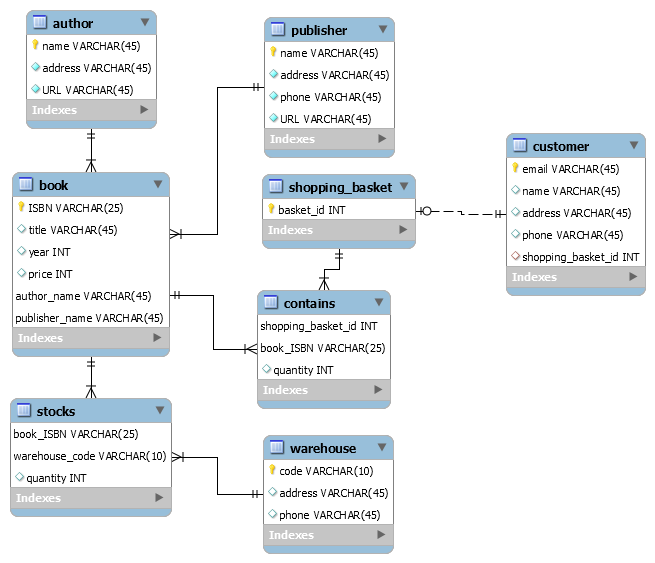 author
name VARCHAR(45)
address VARCHAR(45)
URL VARCHAR(45)
Indexes
publisher
name VARCHAR(45)
address VARCHAR(45)
phone VARCHAR(45)
URL VARCHAR(45)
Indexes
customer
email VARCHAR(45)
name VARCHAR(45)
address VARCHAR(45)
phone VARCHAR(45)
shopping_basket_id INT
Indexes
book
ISBN VARCHAR(25)
title VARCHAR(45)
year INT
price INT
author_name VARCHAR(45)
publisher_name VARCHAR(45)
Indexes
shopping_basket
basket_id INT
Indexes
contains
shopping_basket_id INT
book_ISBN VARCHAR(25)
quantity INT
Indexes
stocks
book_ISBN VARCHAR(25)
warehouse_code VARCHAR(10)
quantity INT
Indexes
warehouse
code VARCHAR(10)
address VARCHAR(45)
phone VARCHAR(45)
Indexes